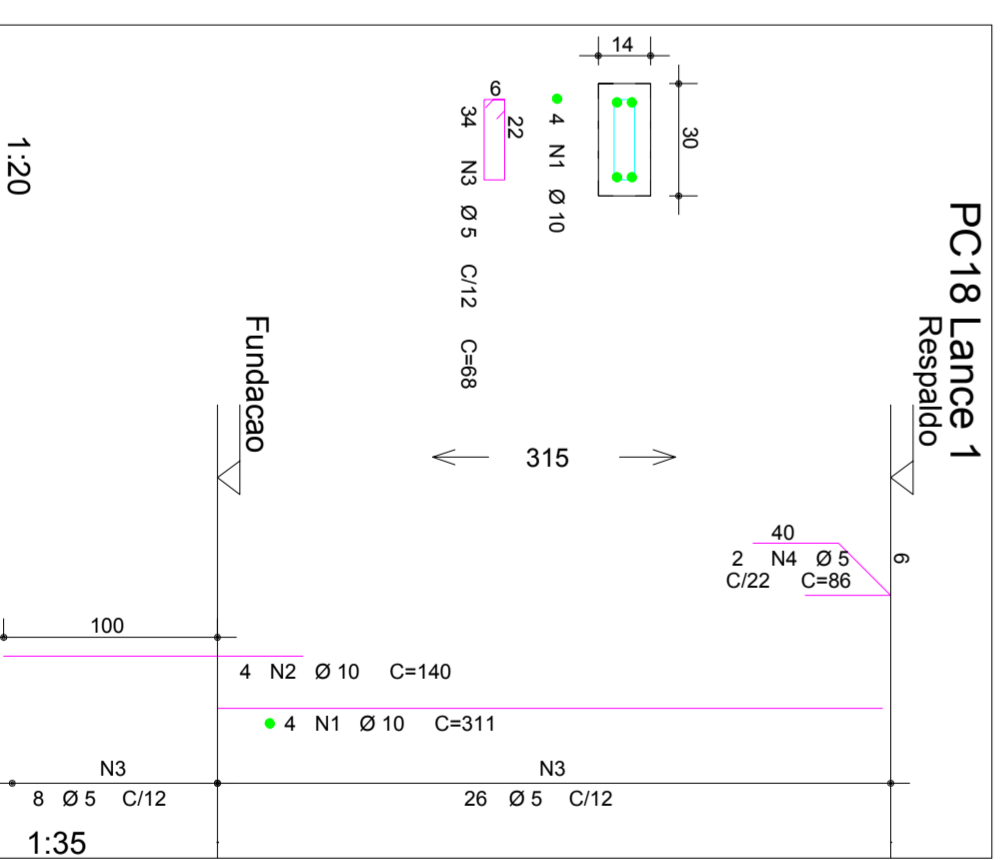 PC18 Lance 1
Respaldo
14
30
4 N1 Ø 10
6
22
34 N3 Ø 5 C/12 C=68
1:20
Fundacao
315
40
6
2 N4 Ø 5
C/22 C=86
100
4 N2 Ø 10 C=140
4 N1 Ø 10 C=311
N3
8 Ø 5 C/12
N3
26 Ø 5 C/12
1:35